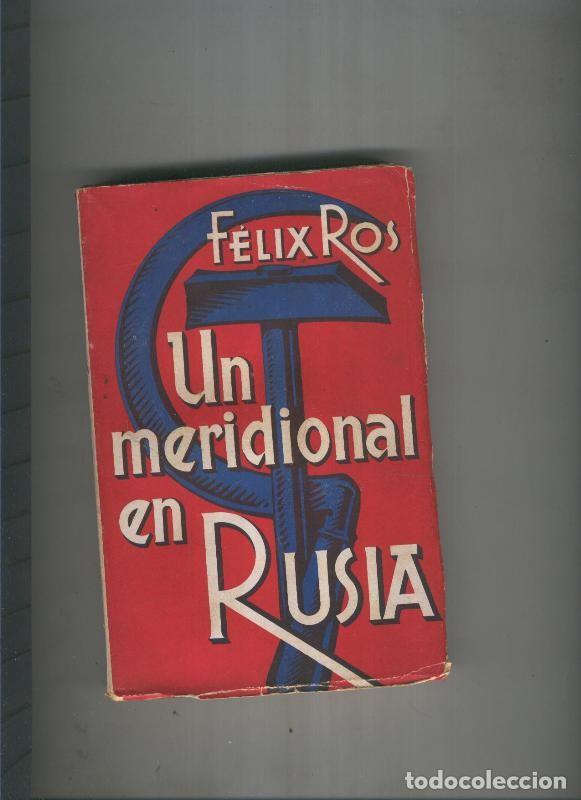 FÉLIX ROS
Un
meridional
en
RUSIA
todocoleccion